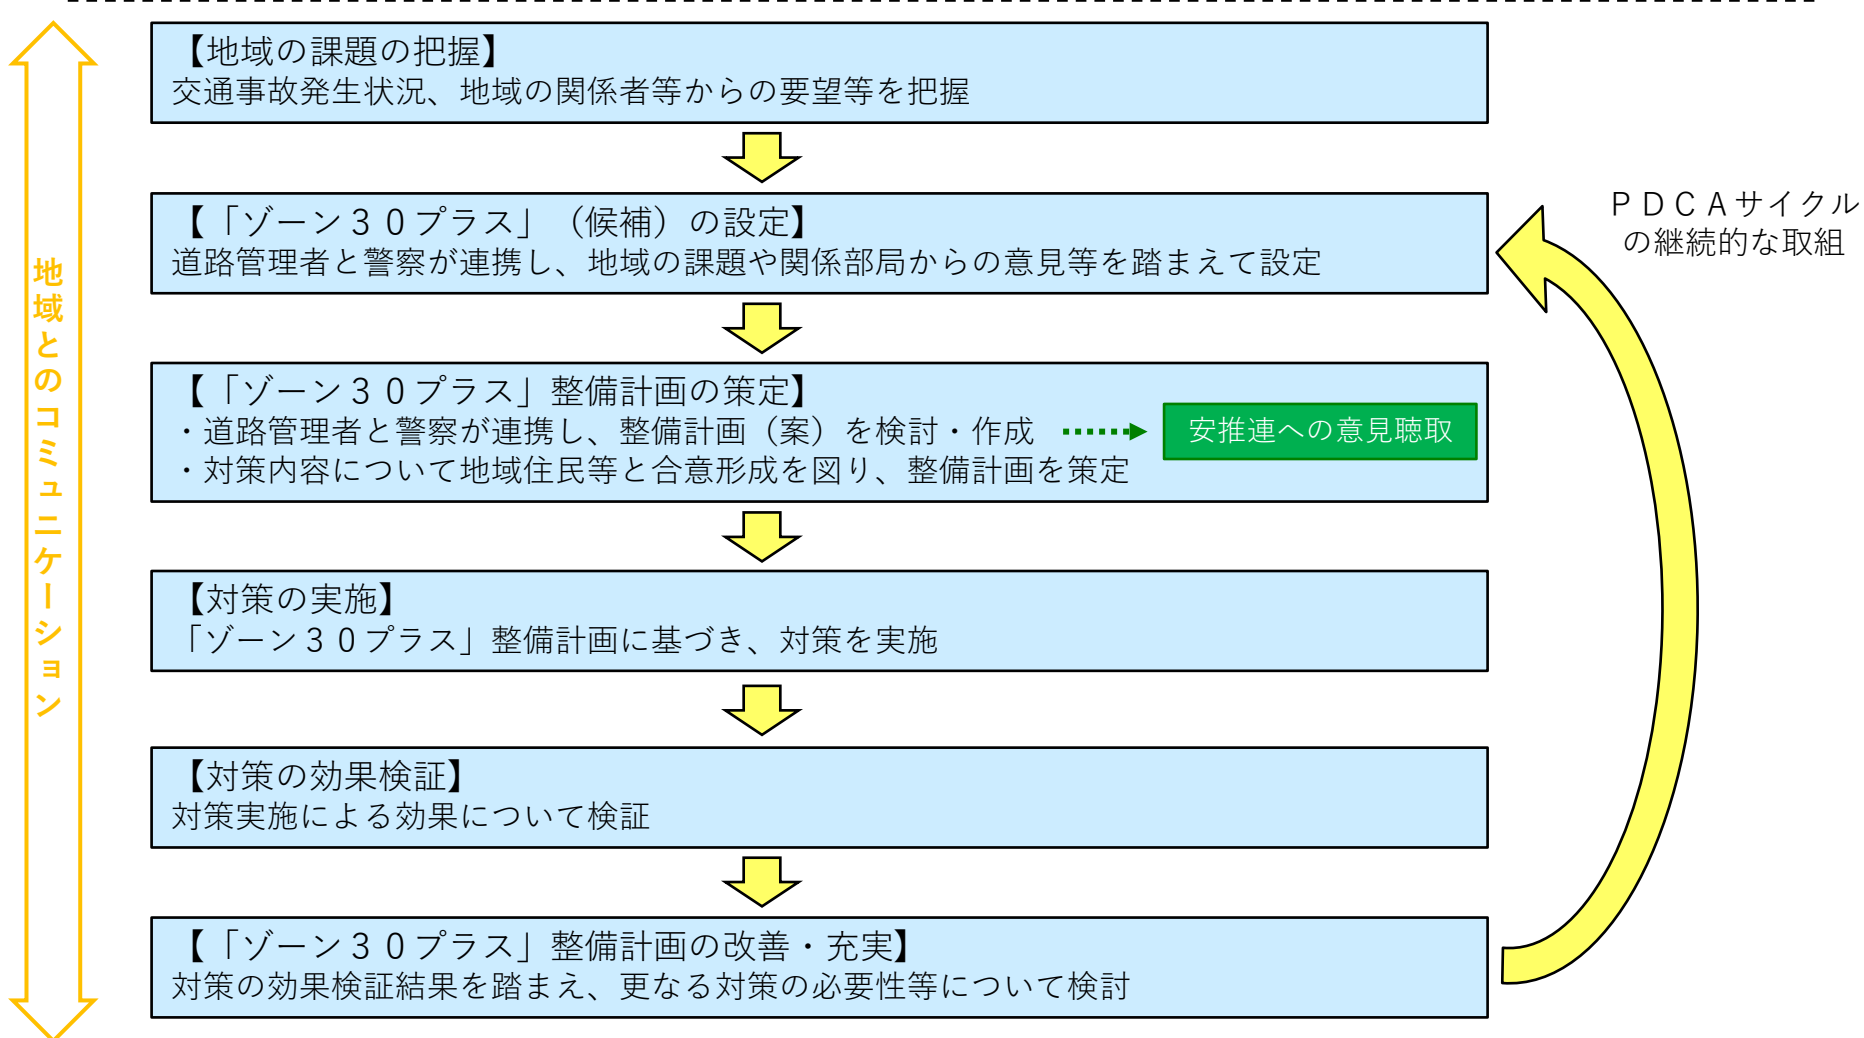 【地域の課題の把握】
交通事故発生状況、地域の関係者等からの要望等を把握
【「ゾーン３０プラス」（候補）の設定】
道路管理者と警察が連携し、地域の課題や関係部局からの意見等を踏まえて設定
ＰＤＣＡサイクル
の継続的な取組
地域とのコミュニケーション
【「ゾーン３０プラス」整備計画の策定】
・道路管理者と警察が連携し、整備計画（案）を検討・作成
安推連への意見聴取
・対策内容について地域住民等と合意形成を図り、整備計画を策定
【対策の実施】
「ゾーン３０プラス」整備計画に基づき、対策を実施
【対策の効果検証】
対策実施による効果について検証
【「ゾーン３０プラス」整備計画の改善・充実】
対策の効果検証結果を踏まえ、更なる対策の必要性等について検討